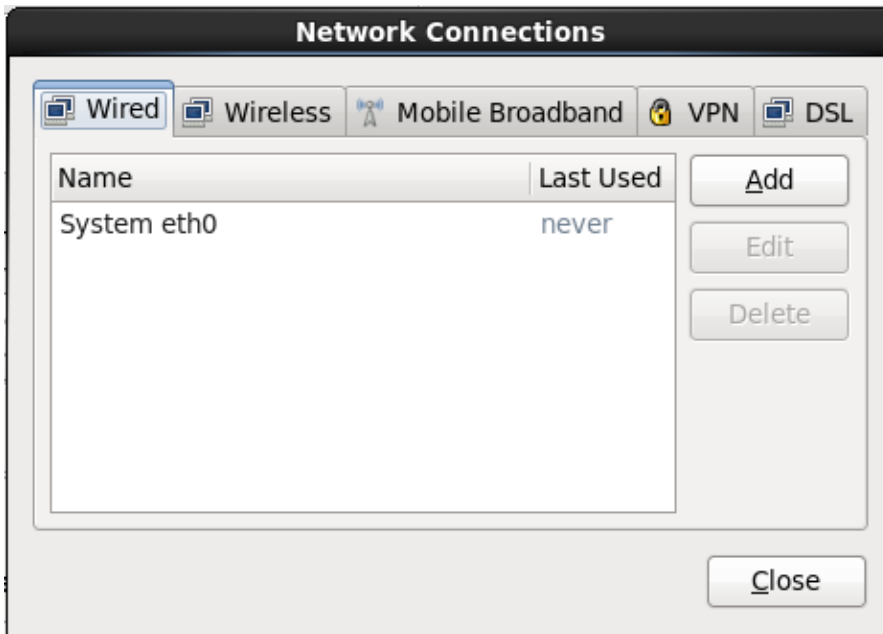 Network Connections
Wired Wireless Mobile Broadband VPN DSL
Name Last Used Add
System eth0 never
Edit
Delete
Close